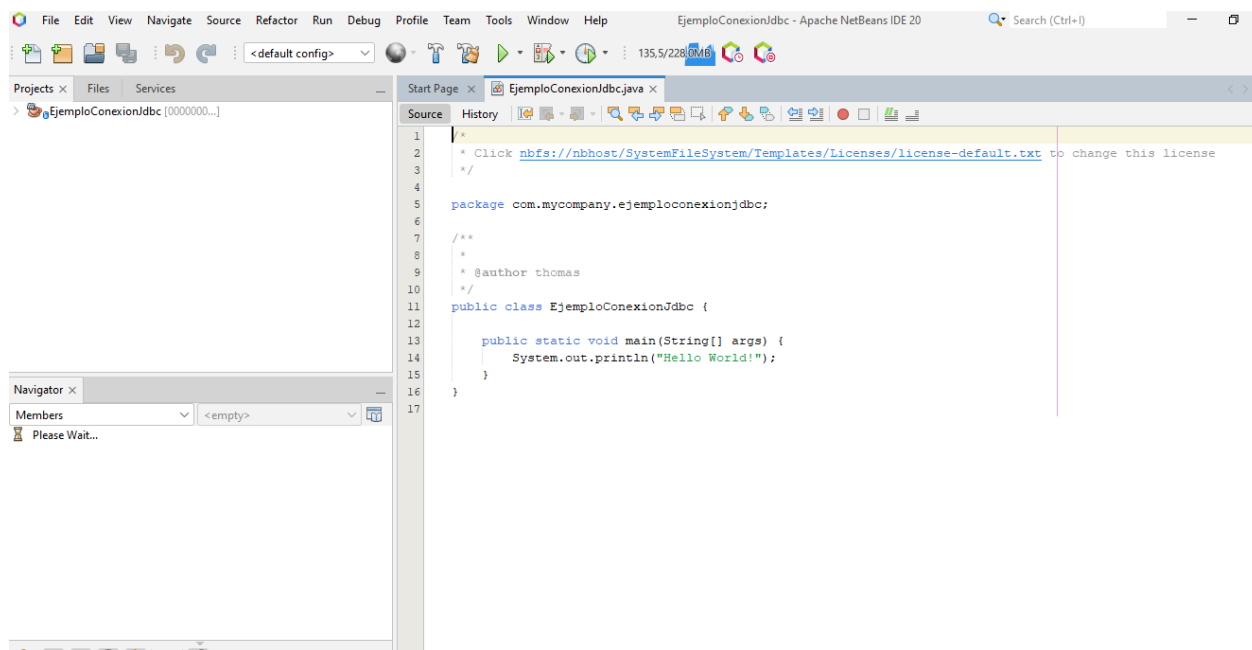 File Edit View Navigate Source Refactor Run Debug Profile Team Tools Window Help EjemploConexionJdbc - Apache NetBeans IDE 20 Search (Ctrl+I)
<default config> 135,5/228,0MB
Projects Files Services
EjemploConexionJdbc [0000000...]
Start Page EjemploConexionJdbc.java
Source History
1 /*
2 * Click nbfs://nbhost/SystemFileSystem/Templates/Licenses/license-default.txt to change this license
3 */
4
5 package com.mycompany.ejemploconexionjdbc;
6
7 /**
8 *
9 * @author thomas
10 */
11 public class EjemploConexionJdbc {
12
13 public static void main(String[] args) {
14 System.out.println("Hello World!");
15 }
16 }
17
Navigator
Members <empty>
Please Wait...